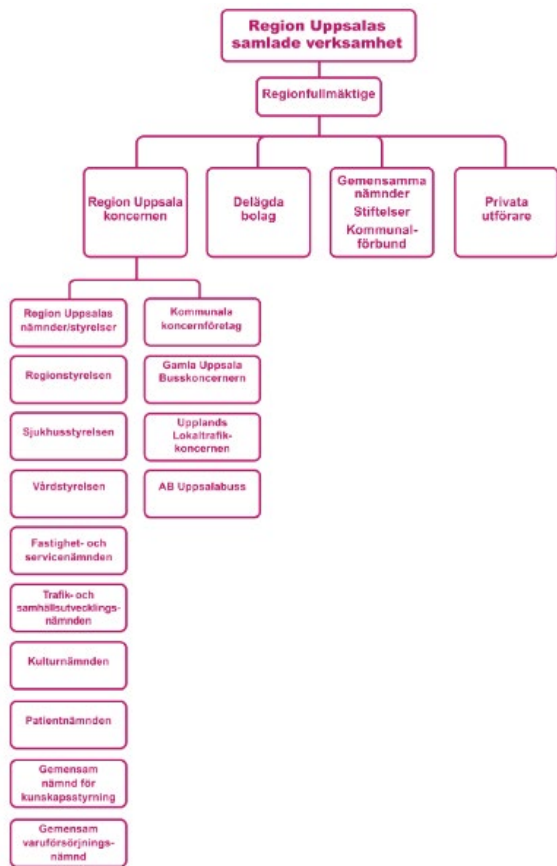 Region Uppsalas
samlade verksamhet
Regionfullmäktige
Region Uppsala
koncernen
Delägda
bolag
Gemensamma
nämnder
Stiftelser
Kommunal-
förbund
Privata
utförare
Region Uppsalas
nämnder/styrelser
Regionstyrelsen
Sjukhusstyrelsen
Vårdstyrelsen
Fastighet- och
servicenämnden
Trafik- och
samhällsutvecklings-
nämnden
Kulturnämnden
Patientnämnden
Gemensam
nämnd för
kunskapsstyrning
Gemensam
varuförsörjnings-
nämnd
Kommunala
koncernföretag
Gamla Uppsala
Busskoncernern
Upplands
Lokaltrafik-
koncernen
AB Uppsalabuss